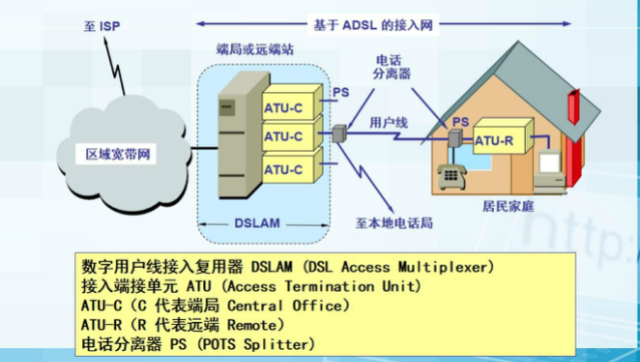 至 ISP
基于 ADSL 的接入网
端局或远端站
电话
分离器
PS
ATU-C
ATU-C
ATU-C
用户线
PS
ATU-R
区域宽带网
居民家庭
至本地电话局
DSLAM
http:
数字用户线接入复用器 DSLAM (DSL Access Multiplexer)
接入端接单元 ATU (Access Termination Unit)
ATU-C（C 代表端局 Central Office）
ATU-R（R 代表远端 Remote）
电话分离器 PS (POTS Splitter)